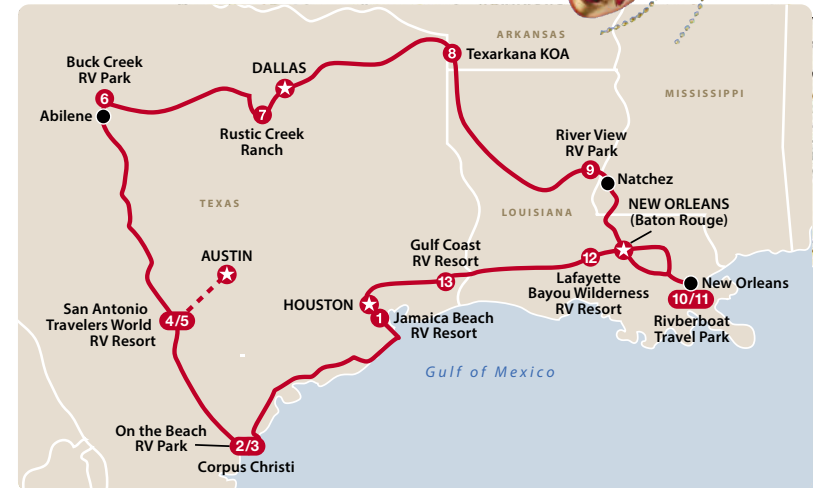 ARKANSAS
8 Texarkana KOA
Buck Creek
RV Park
6
Abilene
DALLAS
7
Rustic Creek
Ranch
MISSISSIPPI
River View
RV Park
9
Natchez
TEXAS
LOUISIANA
NEW ORLEANS
(Baton Rouge)
AUSTIN
Gulf Coast
RV Resort
13
12
Lafayette
Bayou Wilderness
RV Resort
New Orleans
10/11
Rivberboat
Travel Park
HOUSTON
1 Jamaica Beach
RV Resort
San Antonio
Travelers World
RV Resort
4/5
Gulf of Mexico
On the Beach
RV Park
2/3
Corpus Christi